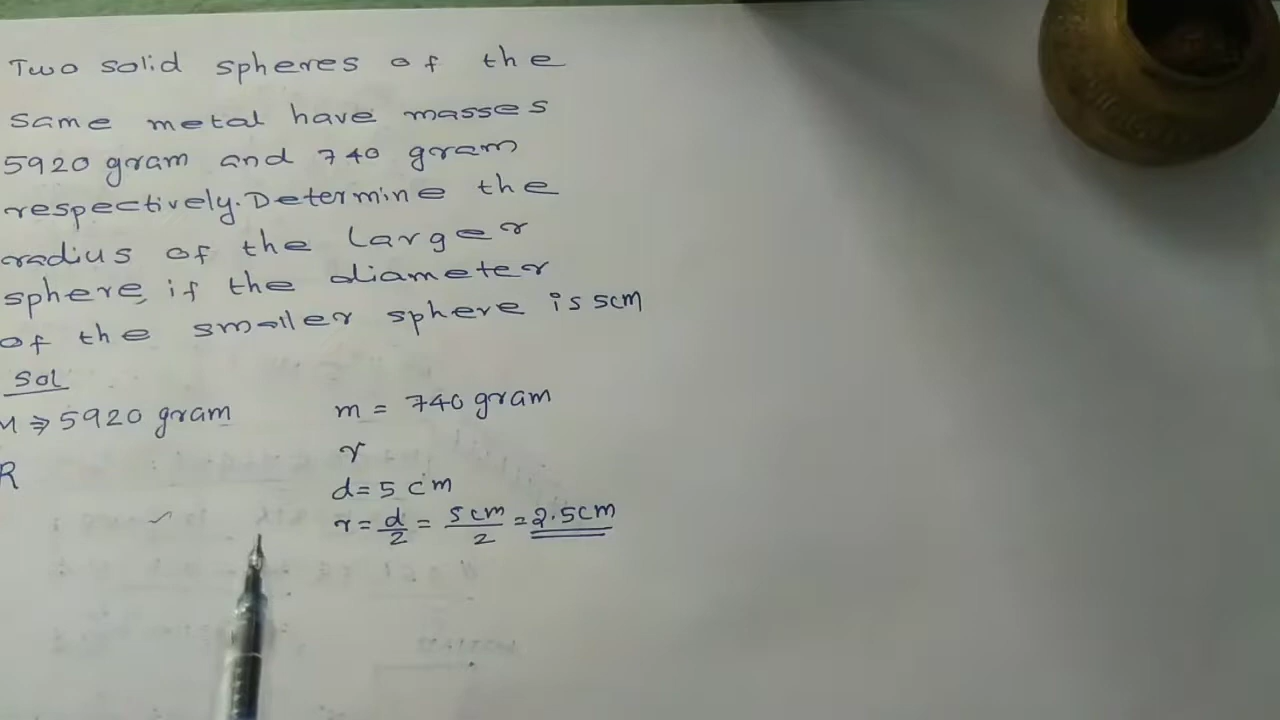 Two solid spheres of the
same metal have masses
5920 gram and 740 gram
respectively. Determine the
radius of the larger
sphere, if the diameter
of the smaller sphere is 5cm
Sol
M ⇒ 5920 gram
m = 740 gram
R
r
d = 5 cm
r = d/2 = 5cm/2 = 2.5cm